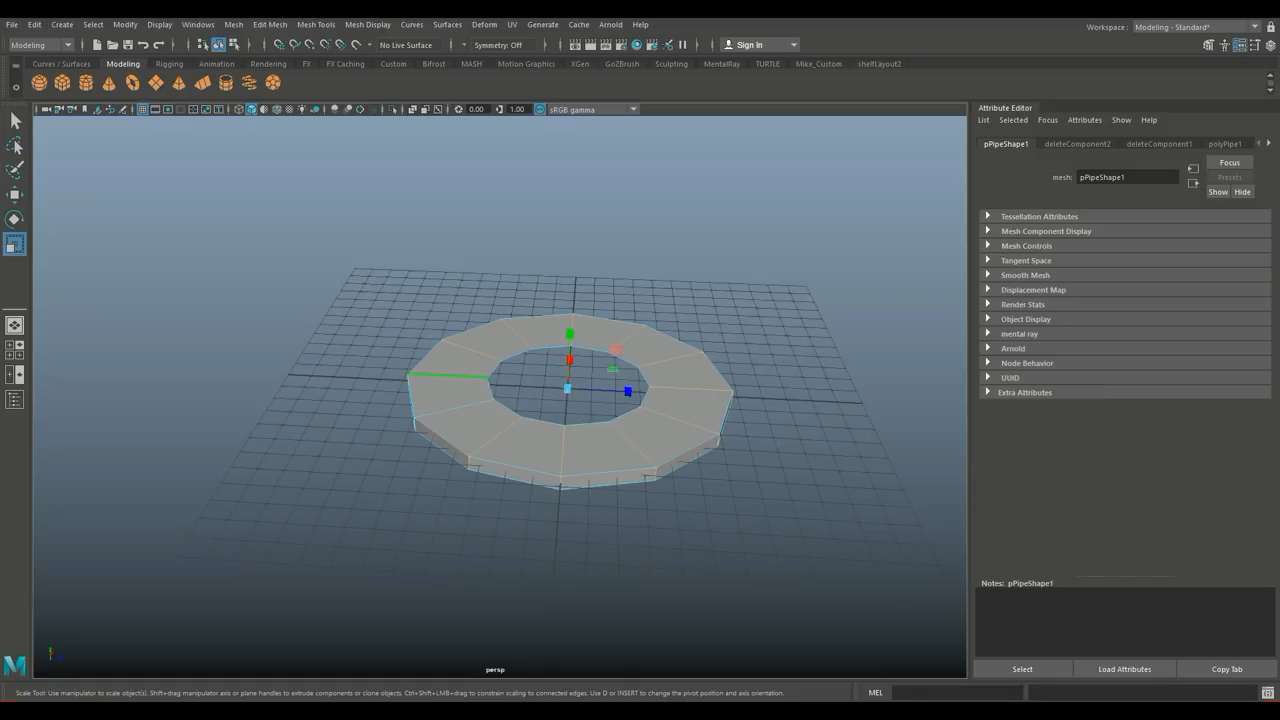 File Edit Create Select Modify Display Windows Mesh Edit Mesh Mesh Tools Mesh Display Curves Surfaces Deform UV Generate Cache Arnold Help
Workspace : Modeling - Standard*
Modeling No Live Surface Symmetry: Off Sign In
Curves / Surfaces Modeling Rigging Animation Rendering FX FX Caching Custom Bifrost MASH Motion Graphics XGen GoZBrush Sculpting MentalRay TURTLE Mike_Custom shelfLayout2
0.00 1.00 sRGB gamma
Attribute Editor
List Selected Focus Attributes Show Help
pPipeShape1 deleteComponent2 deleteComponent1 polyPipe1
Focus
mesh: pPipeShape1
Presets
Show Hide
Tessellation Attributes
Mesh Component Display
Mesh Controls
Tangent Space
Smooth Mesh
Displacement Map
Render Stats
Object Display
mental ray
Arnold
Node Behavior
UUID
Extra Attributes
Notes: pPipeShape1
persp
Select Load Attributes Copy Tab
Scale Tool: Use manipulator to scale object(s). Shift+drag manipulator axis or plane handles to extrude components or clone objects. Ctrl+Shift+LMB+drag to constrain scaling to connected edges. Use D or INSERT to change the pivot position and axis orientation.
MEL